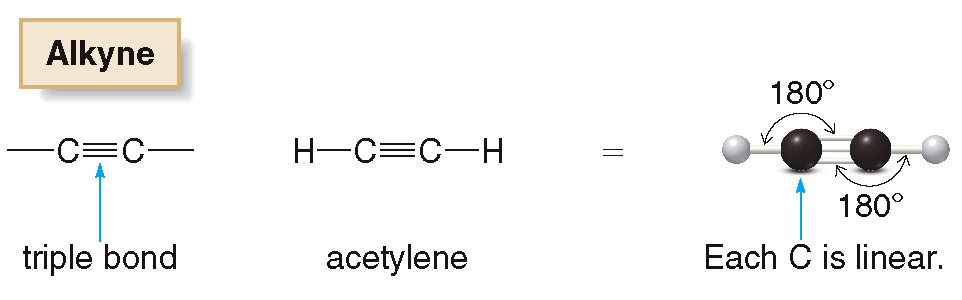 Alkyne
180°
—C≡C— H—C≡C—H =
180°
triple bond acetylene Each C is linear.